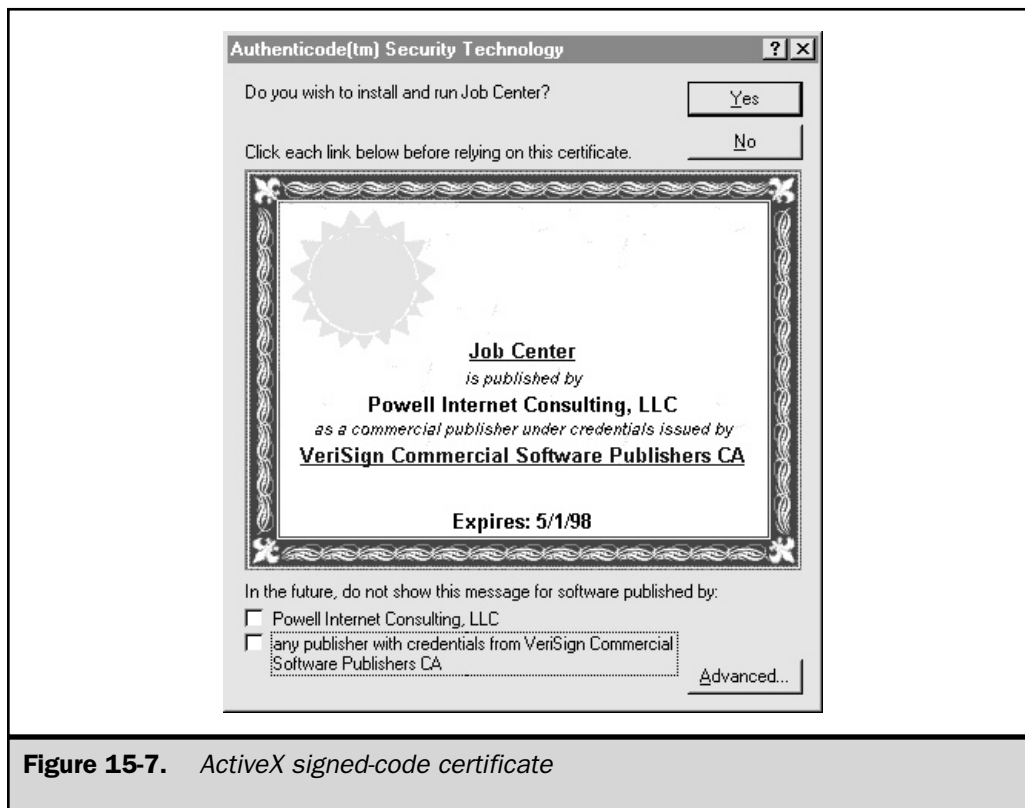 Authenticode(tm) Security Technology
Do you wish to install and run Job Center?
Yes
No
Click each link below before relying on this certificate.
Job Center
is published by
Powell Internet Consulting, LLC
as a commercial publisher under credentials issued by
VeriSign Commercial Software Publishers CA
Expires: 5/1/98
In the future, do not show this message for software published by:
Powell Internet Consulting, LLC
any publisher with credentials from VeriSign Commercial
Software Publishers CA
Advanced...
Figure 15-7. ActiveX signed-code certificate